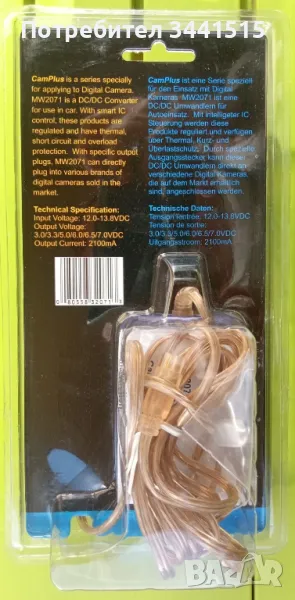 Потребител 3441515
CamPlus is a series specially
for applying to Digital Camera.
MW2071 is a DC/DC Converter
for use in car. With smart IC
control, these products are
regulated and have thermal,
short circuit and overload
protection. With specific output
plugs, MW2071 can directly
plug into various brands of
digital cameras sold in the
market.
Technical Specification:
Input Voltage: 12.0-13.8VDC
Output Voltage:
3.0/3.3/5.0/6.0/6.5/7.0VDC
Output Current: 2100mA
CamPlus ist eine Serie speziell
für den Einsatz mit Digital
Kameras. MW2071 ist eine
DC/DC Umwandlern für
Autoeinsatz. Mit intelligeter IC
Steuerung werden diese
Produkte reguliert und verfügen
über Thermal, Kurz- und
Überlastschutz. Durch spezielle
Ausgangsstecker kann dieser
DC/DC Umwandlern direkt an
verschiedene Digital Kameras,
die auf dem Markt erhältlich
sind, angeschlossen warden.
Technische Daten:
Tension rentrée: 12.0-13.8VDC
Tension de sortie:
3.0/3.3/5.0/6.0/6.5/7.0VDC
Uitgangsstroom: 2100mA
BAZAR
bg